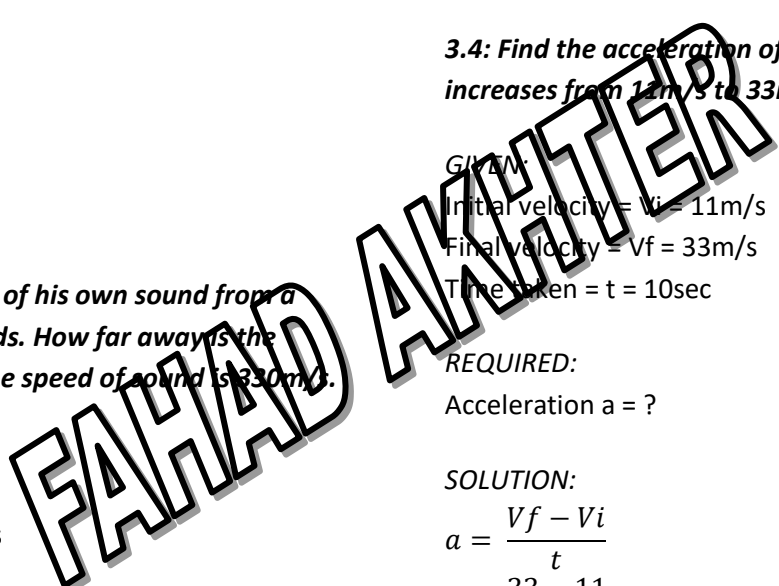 of his own sound from a
ds. How far away is the
e speed of sound is 330m/s.
s
3.4: Find the acceleration of
increases from 11m/s to 33
GIVEN:
Initial velocity = Vi = 11m/s
Final velocity = Vf = 33m/s
Time taken = t = 10sec
REQUIRED:
Acceleration a = ?
SOLUTION:
a = Vf − Vi
t
33 − 11
FAHAD AKHTER